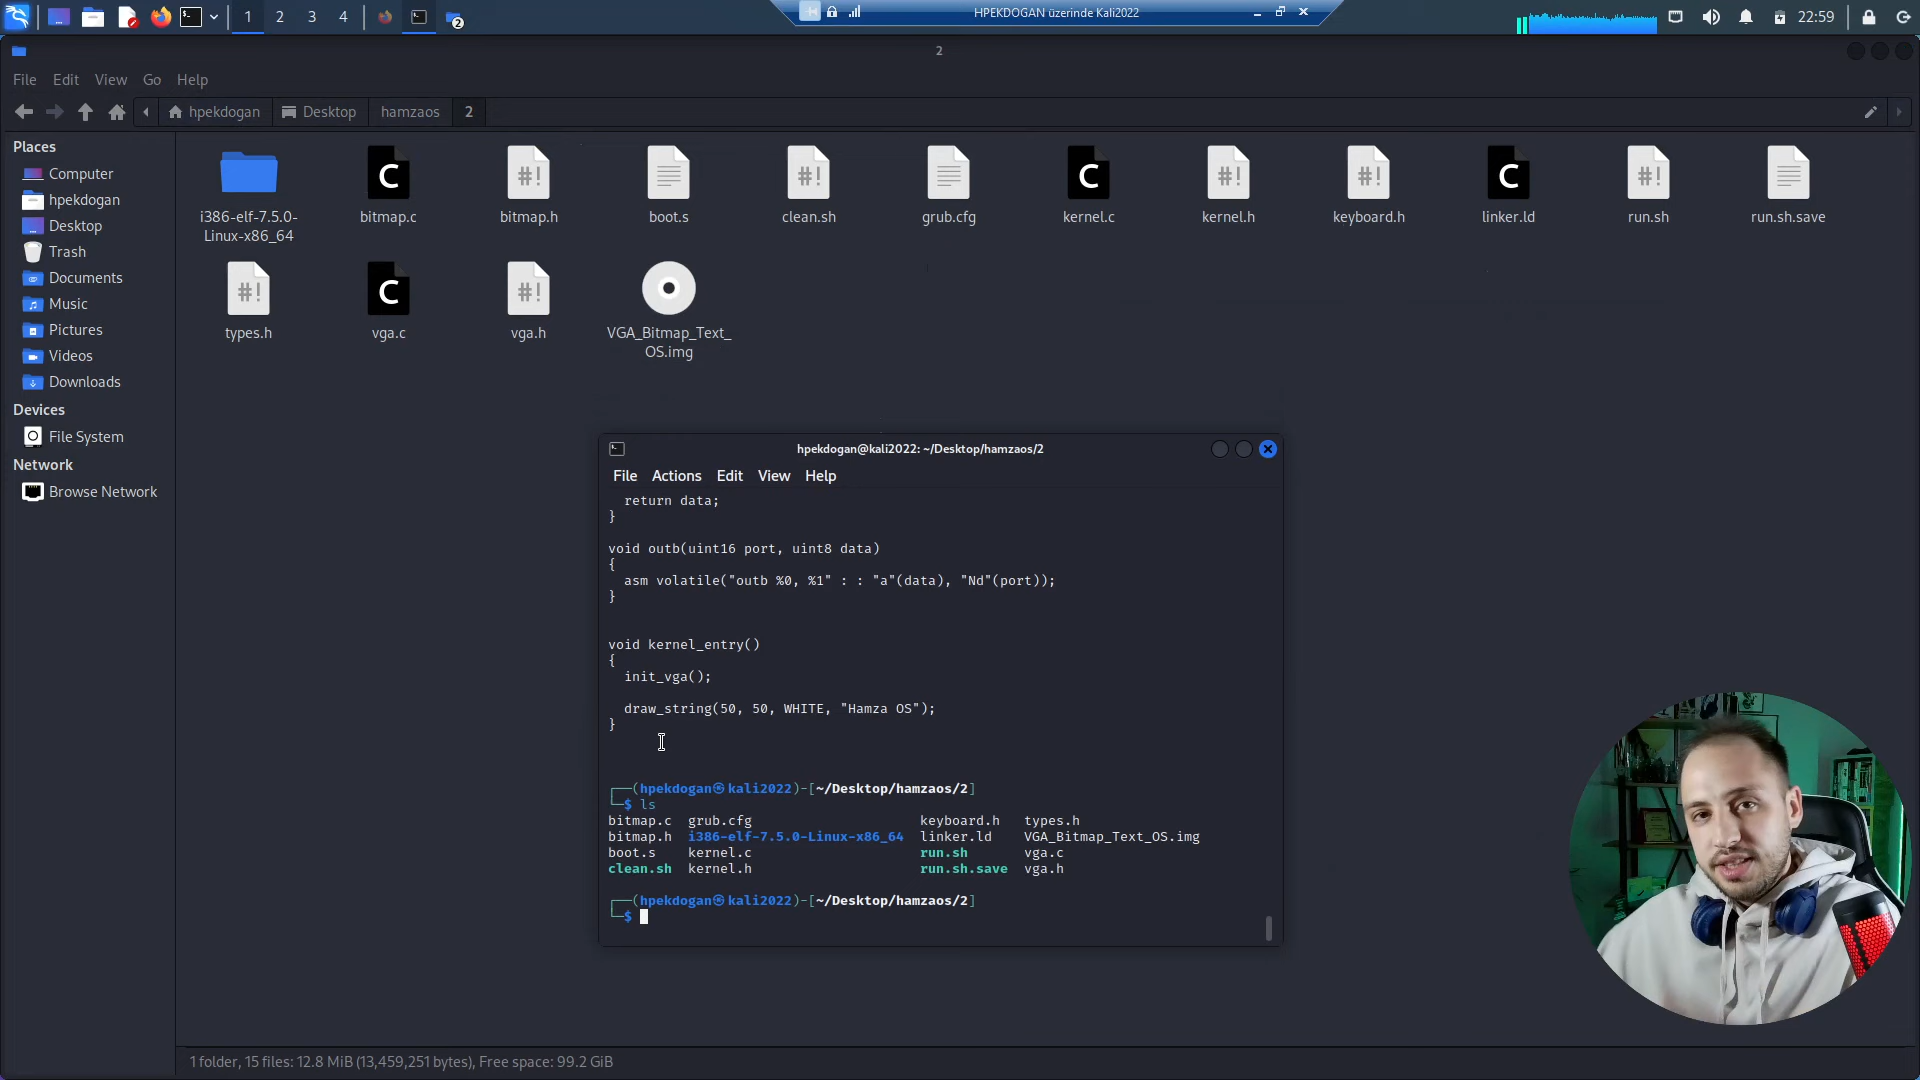 1 2 3 4
2
HPEKDOGAN üzerinde Kali2022
22:59
2
File Edit View Go Help
hpekdogan Desktop hamzaos 2
Places
Computer
hpekdogan
Desktop
Trash
Documents
Music
Pictures
Videos
Downloads
Devices
File System
Network
Browse Network
i386-elf-7.5.0-
Linux-x86_64
bitmap.c
bitmap.h
boot.s
clean.sh
grub.cfg
kernel.c
kernel.h
keyboard.h
linker.ld
run.sh
run.sh.save
types.h
vga.c
vga.h
VGA_Bitmap_Text_
OS.img
hpekdogan@kali2022: ~/Desktop/hamzaos/2
File Actions Edit View Help
return data;
}
void outb(uint16 port, uint8 data)
{
asm volatile("outb %0, %1" : : "a"(data), "Nd"(port));
}
void kernel_entry()
{
init_vga();
draw_string(50, 50, WHITE, "Hamza OS");
}
┌──(hpekdogan㉿kali2022)-[~/Desktop/hamzaos/2]
└─$ ls
bitmap.c grub.cfg keyboard.h types.h
bitmap.h i386-elf-7.5.0-Linux-x86_64 linker.ld VGA_Bitmap_Text_OS.img
boot.s kernel.c run.sh vga.c
clean.sh kernel.h run.sh.save vga.h
┌──(hpekdogan㉿kali2022)-[~/Desktop/hamzaos/2]
└─$
1 folder, 15 files: 12.8 MiB (13,459,251 bytes), Free space: 99.2 GiB